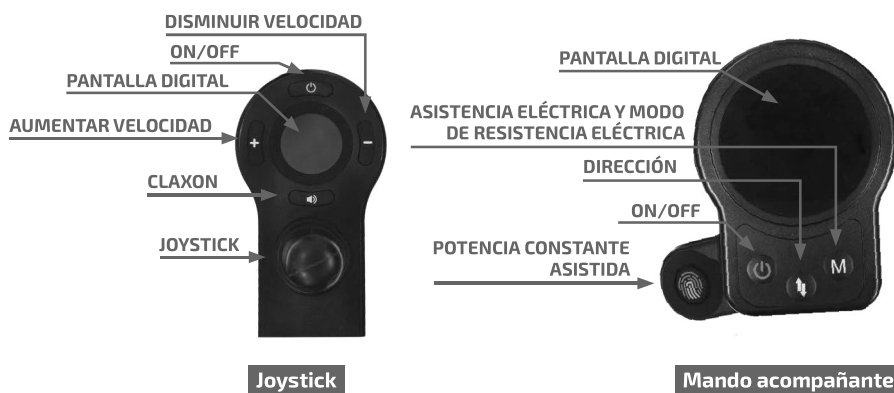 DISMINUIR VELOCIDAD
ON/OFF
PANTALLA DIGITAL
AUMENTAR VELOCIDAD
+
−
CLAXON
JOYSTICK
Joystick
PANTALLA DIGITAL
ASISTENCIA ELÉCTRICA Y MODO
DE RESISTENCIA ELÉCTRICA
DIRECCIÓN
ON/OFF
POTENCIA CONSTANTE
ASISTIDA
M
Mando acompañante